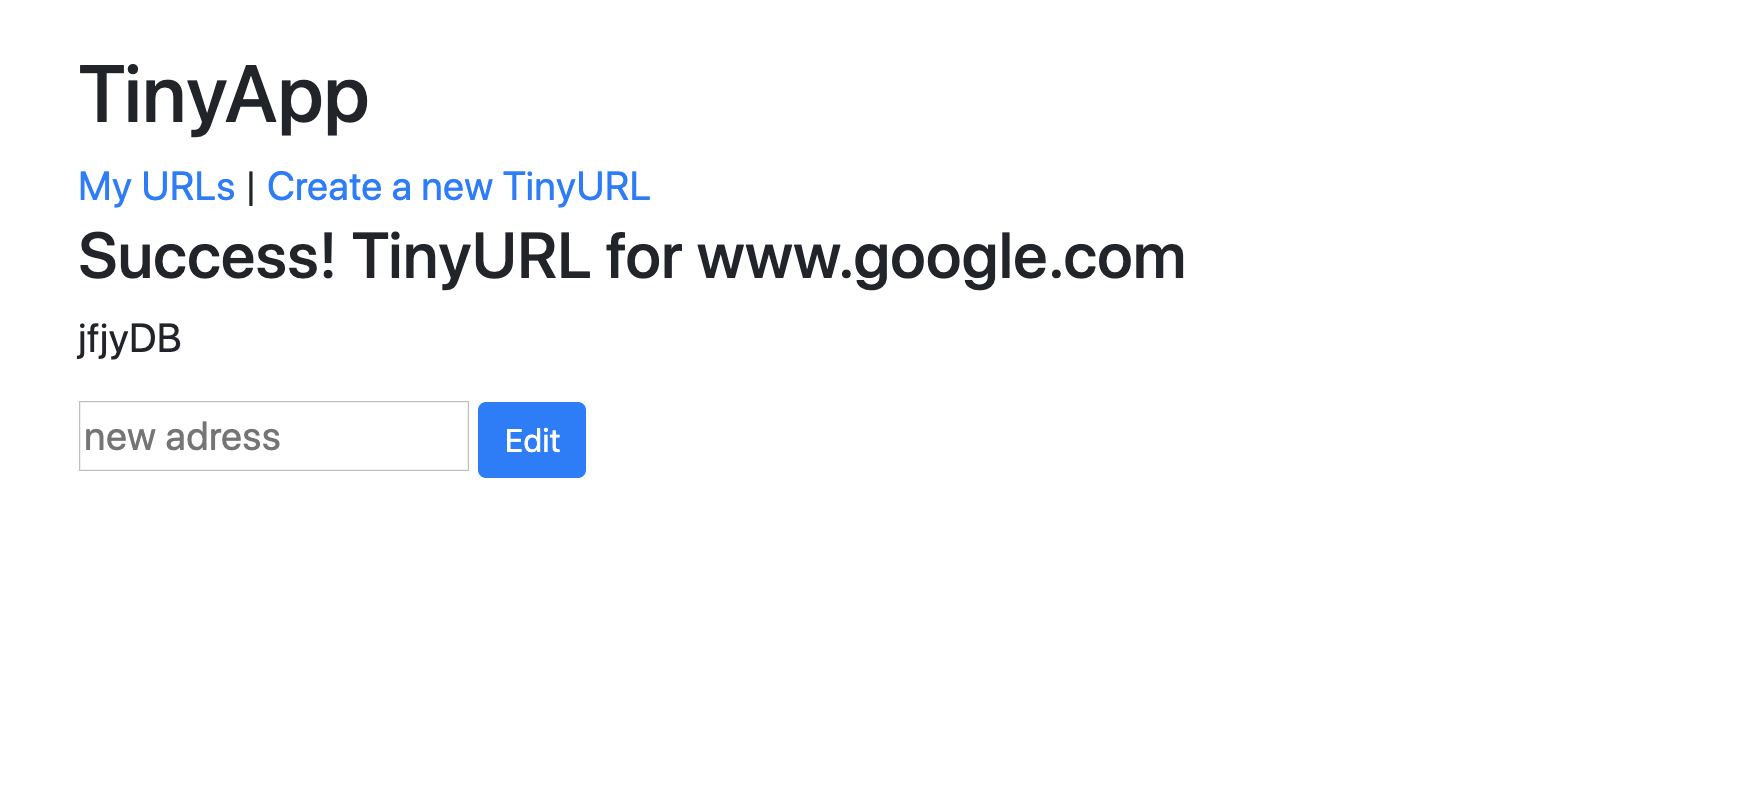 TinyApp
My URLs | Create a new TinyURL
Success! TinyURL for www.google.com
jfjyDB
new adress
Edit